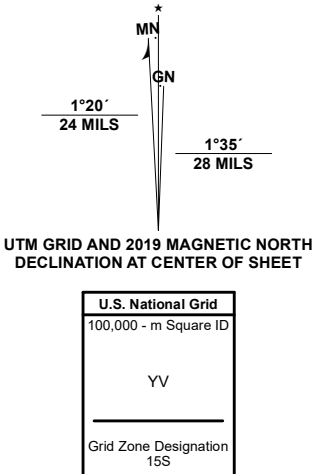 ★
MN
GN
1°20´
24 MILS
1°35´
28 MILS
UTM GRID AND 2019 MAGNETIC NORTH
DECLINATION AT CENTER OF SHEET
U.S. National Grid
100,000 - m Square ID
YV
Grid Zone Designation
15S